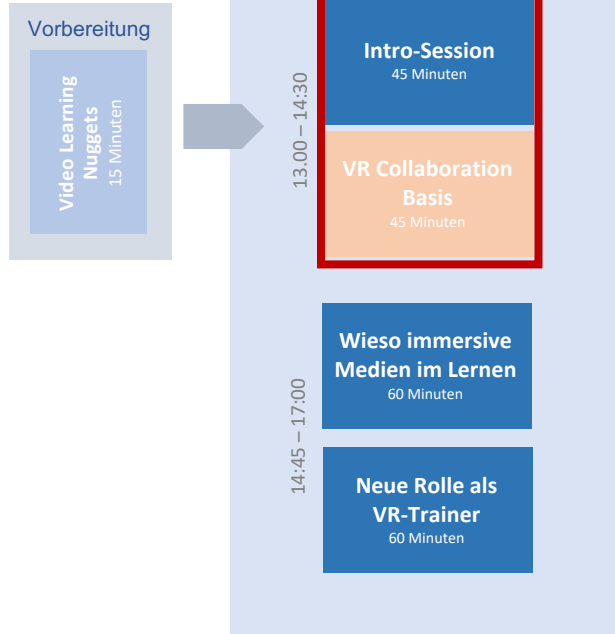 Vorbereitung
Video Learning
Nuggets
15 Minuten
13.00 – 14:30
Intro-Session
45 Minuten
VR Collaboration
Basis
45 Minuten
14:45 – 17:00
Wieso immersive
Medien im Lernen
60 Minuten
Neue Rolle als
VR-Trainer
60 Minuten